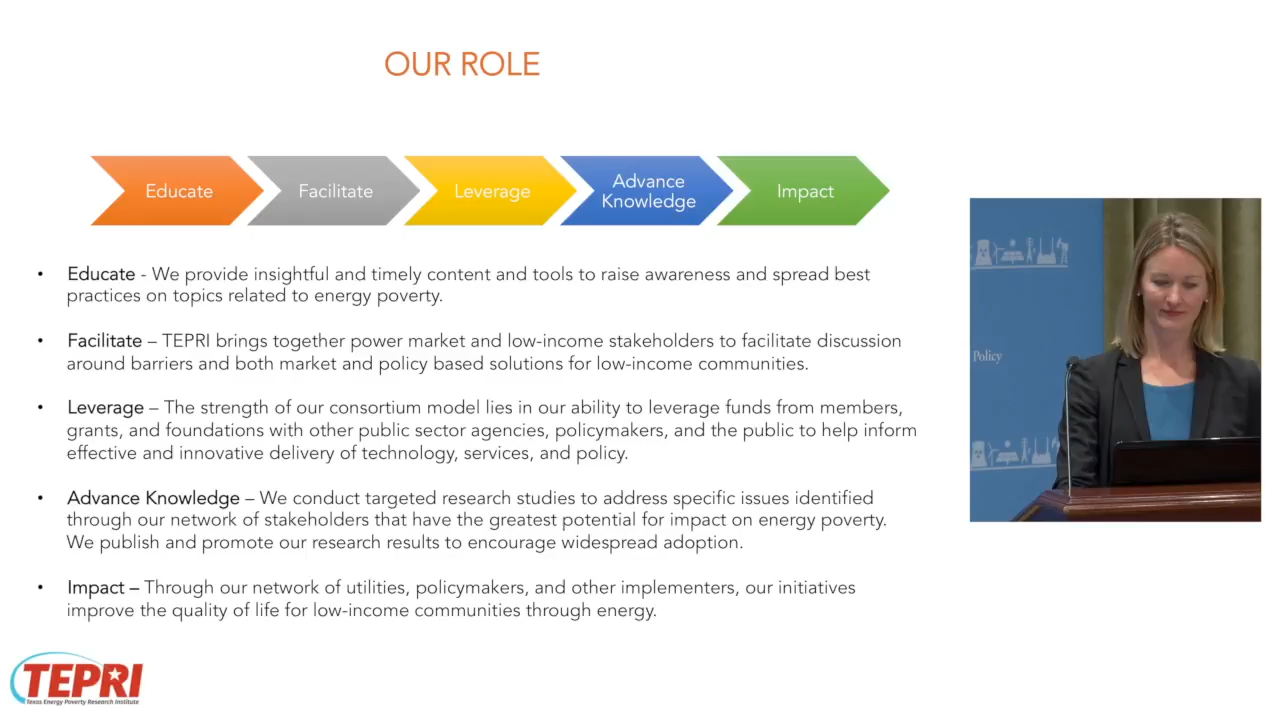 OUR ROLE
Educate
Facilitate
Leverage
Advance
Knowledge
Impact
• Educate - We provide insightful and timely content and tools to raise awareness and spread best
practices on topics related to energy poverty.
• Facilitate – TEPRI brings together power market and low-income stakeholders to facilitate discussion
around barriers and both market and policy based solutions for low-income communities.
• Leverage – The strength of our consortium model lies in our ability to leverage funds from members,
grants, and foundations with other public sector agencies, policymakers, and the public to help inform
effective and innovative delivery of technology, services, and policy.
• Advance Knowledge – We conduct targeted research studies to address specific issues identified
through our network of stakeholders that have the greatest potential for impact on energy poverty.
We publish and promote our research results to encourage widespread adoption.
• Impact – Through our network of utilities, policymakers, and other implementers, our initiatives
improve the quality of life for low-income communities through energy.
Policy
TEPRI
Texas Energy Poverty Research Institute